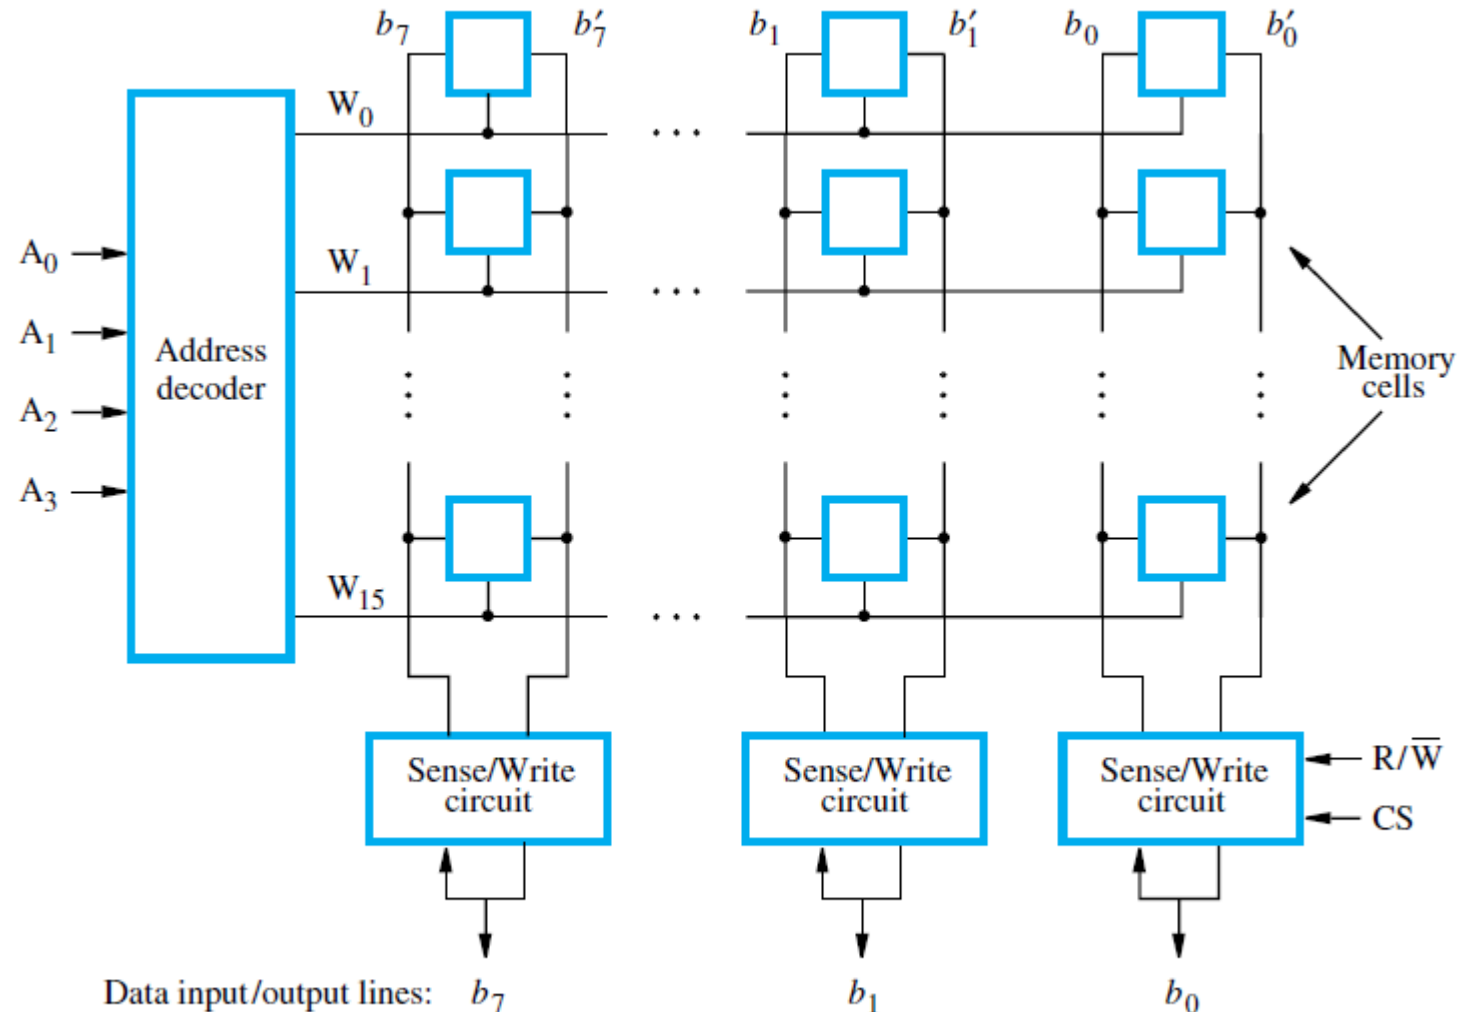 b₇ b′₇ b₁ b′₁ b₀ b′₀
W₀
A₀
W₁
A₁
Address
decoder
Memory
cells
A₂
A₃
W₁₅
Sense/Write
circuit
Sense/Write
circuit
Sense/Write
circuit
R/W̅
CS
Data input/output lines: b₇ b₁ b₀